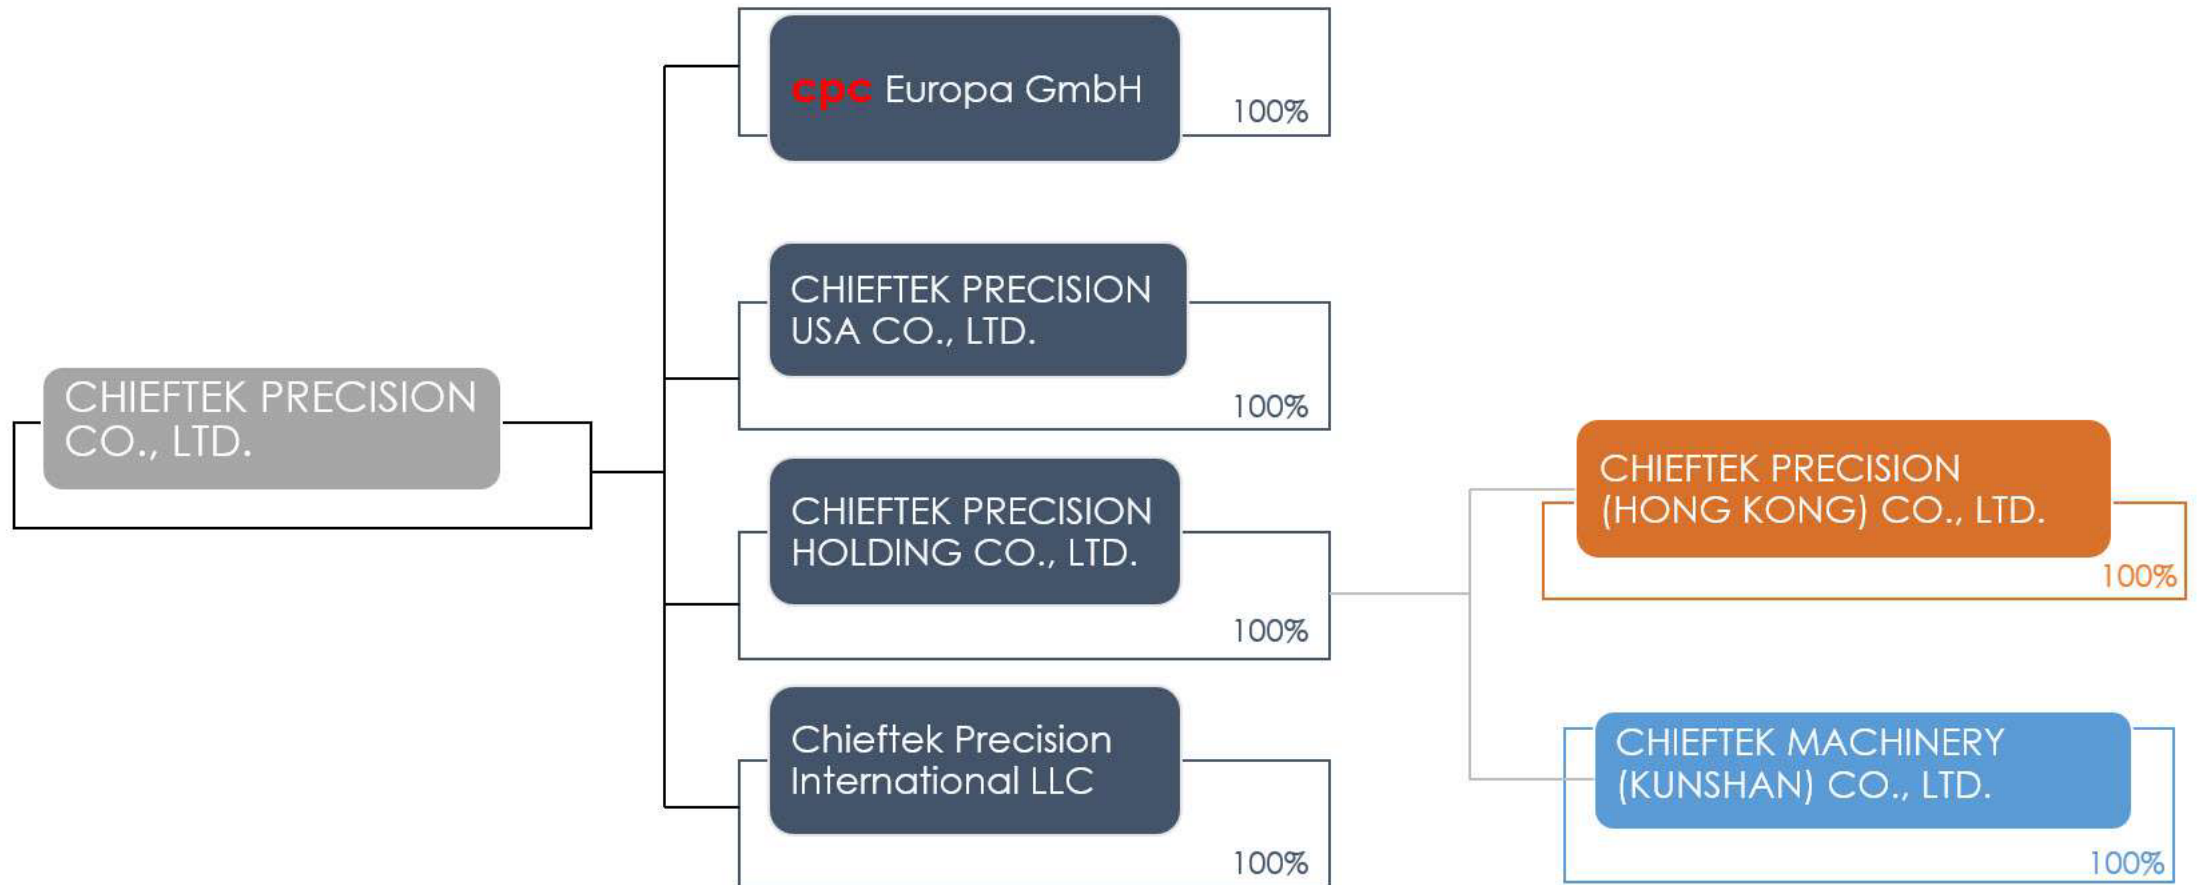 cpc Europa GmbH
100%
CHIEFTEK PRECISION
USA CO., LTD.
100%
CHIEFTEK PRECISION
CO., LTD.
CHIEFTEK PRECISION
HOLDING CO., LTD.
100%
CHIEFTEK PRECISION
(HONG KONG) CO., LTD.
100%
Chieftek Precision
International LLC
100%
CHIEFTEK MACHINERY
(KUNSHAN) CO., LTD.
100%